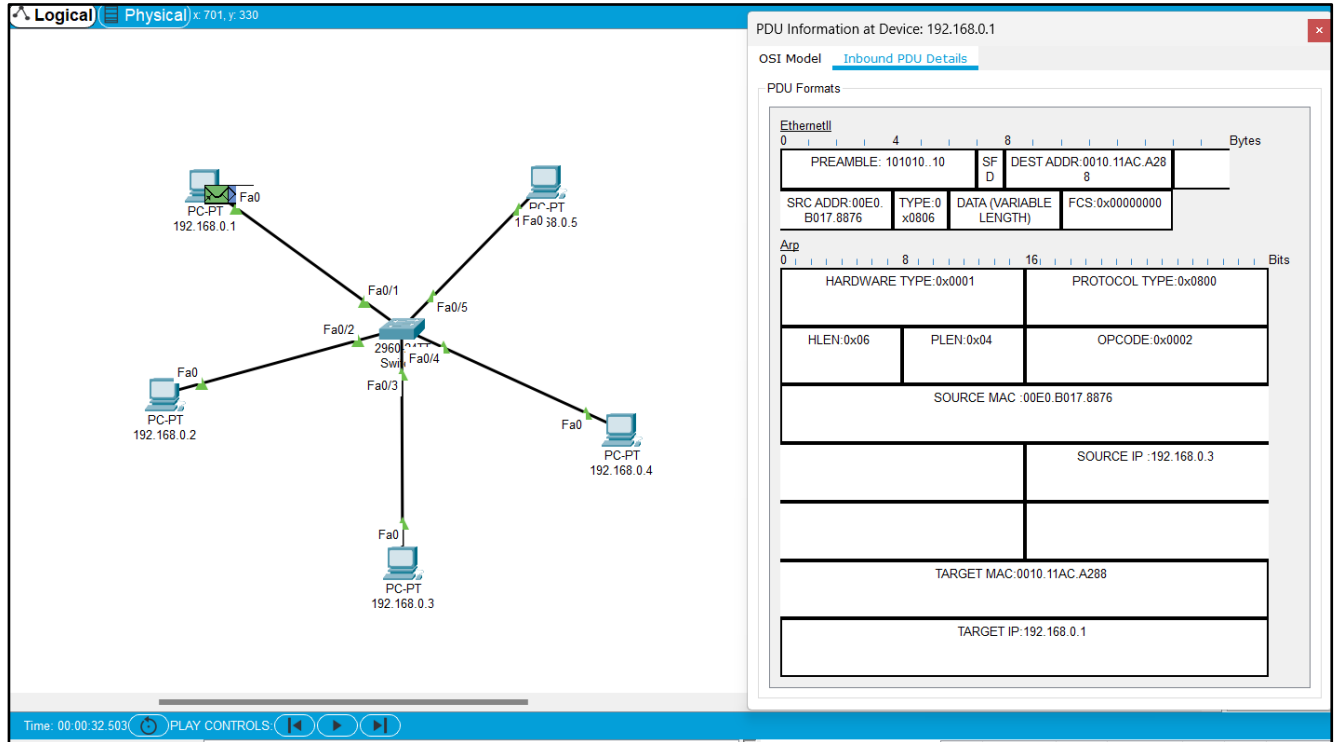 Logical
Physical
x: 701, y: 330
PDU Information at Device: 192.168.0.1
OSI Model
Inbound PDU Details
PDU Formats
EthernetII
0 4 8 Bytes
PREAMBLE: 101010..10
SF
D
DEST ADDR:0010.11AC.A28
8
SRC ADDR:00E0.
B017.8876
TYPE:0
x0806
DATA (VARIABLE
LENGTH)
FCS:0x00000000
Arp
0 8 16 Bits
HARDWARE TYPE:0x0001
PROTOCOL TYPE:0x0800
HLEN:0x06
PLEN:0x04
OPCODE:0x0002
SOURCE MAC :00E0.B017.8876
SOURCE IP :192.168.0.3
TARGET MAC:0010.11AC.A288
TARGET IP:192.168.0.1
Fa0
PC-PT
192.168.0.1
PC-PT
Fa0
Fa0/1
Fa0/5
Fa0/2
Fa0/4
Fa0/3
Fa0
PC-PT
192.168.0.2
Fa0
PC-PT
192.168.0.4
Fa0
PC-PT
192.168.0.3
Time: 00:00:32.503
PLAY CONTROLS: